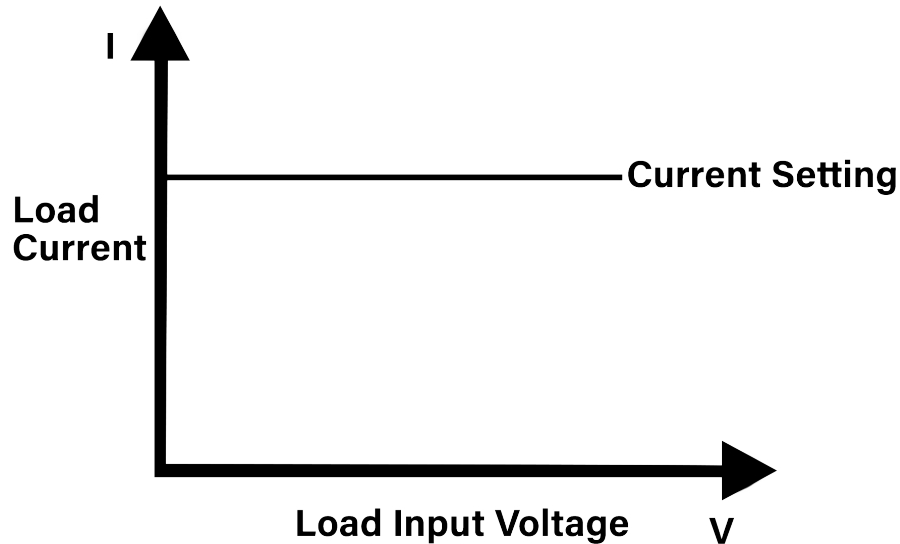 I
Current Setting
Load
Current
Load Input Voltage
V